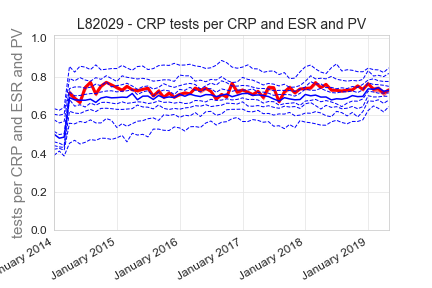 L82029 - CRP tests per CRP and ESR and PV
tests per CRP and ESR and PV
1.0
0.8
0.6
0.4
0.2
0.0
nuary 2014
January 2015
January 2016
January 2017
January 2018
January 2019